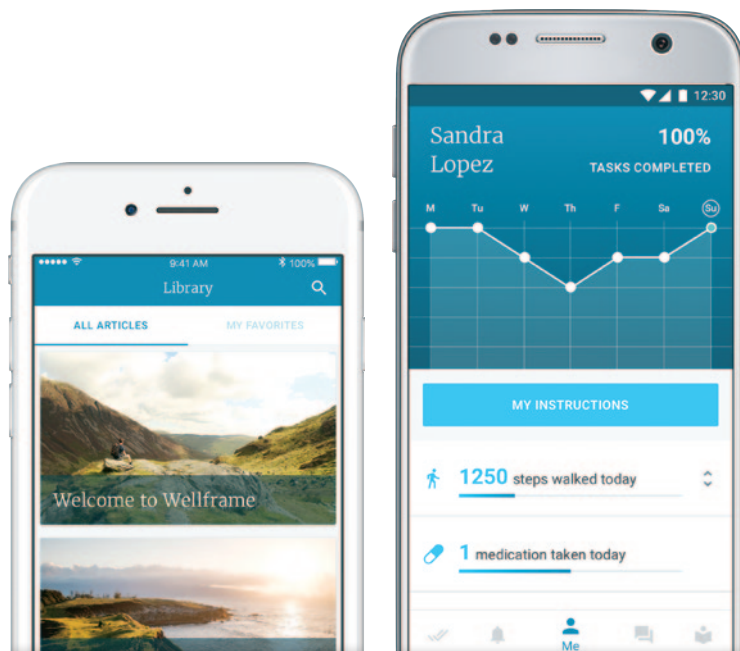 9:41 AM
100%
Library
ALL ARTICLES
MY FAVORITES
Welcome to Wellframe
12:30
Sandra
Lopez
100%
TASKS COMPLETED
M Tu W Th F Sa Su
MY INSTRUCTIONS
1250 steps walked today
1 medication taken today
Me